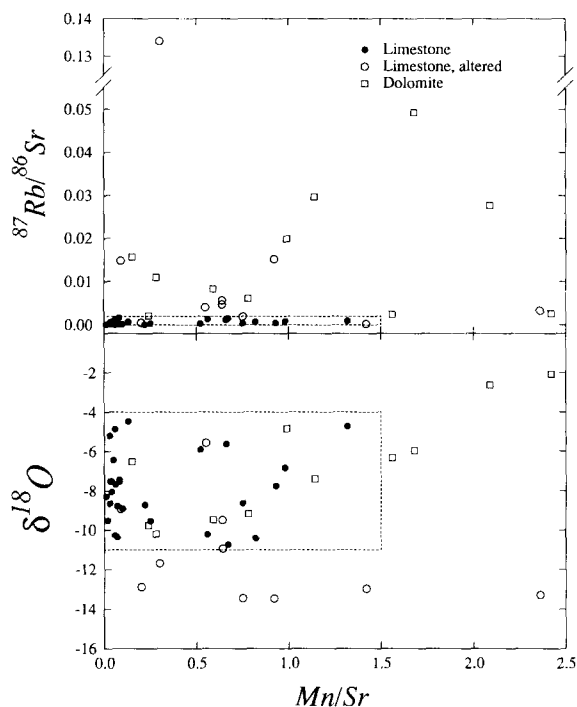 0.14
0.13
● Limestone
○ Limestone, altered
□ Dolomite
0.05
0.04
0.03
0.02
0.01
0.00
⁸⁷Rb/⁸⁶Sr
-2
-4
-6
-8
-10
-12
-14
-16
δ¹⁸O
0.0 0.5 1.0 1.5 2.0 2.5
Mn/Sr